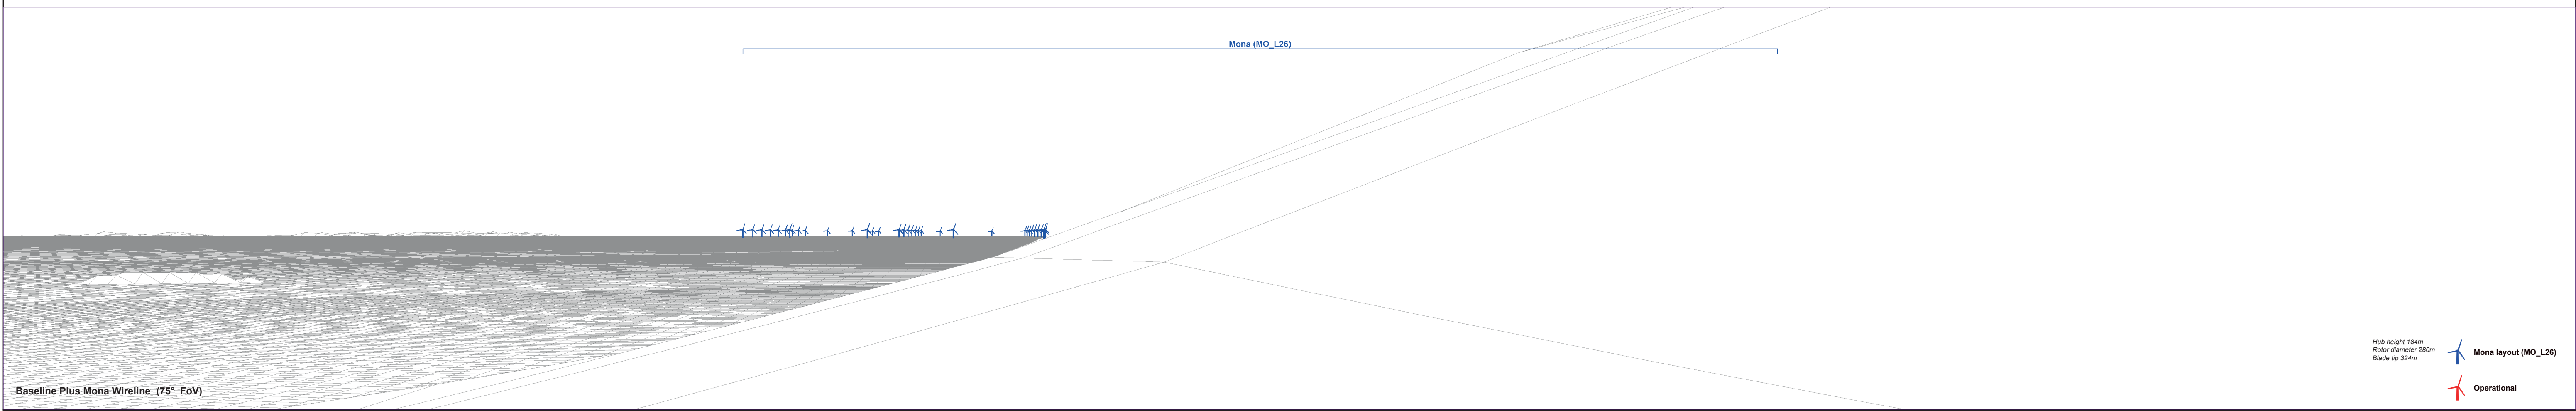 Mona (MO_L26)
Hub height 184m
Rotor diameter 280m
Blade tip 324m
Mona layout (MO_L26)
Operational
Baseline Plus Mona Wireline (75° FoV)